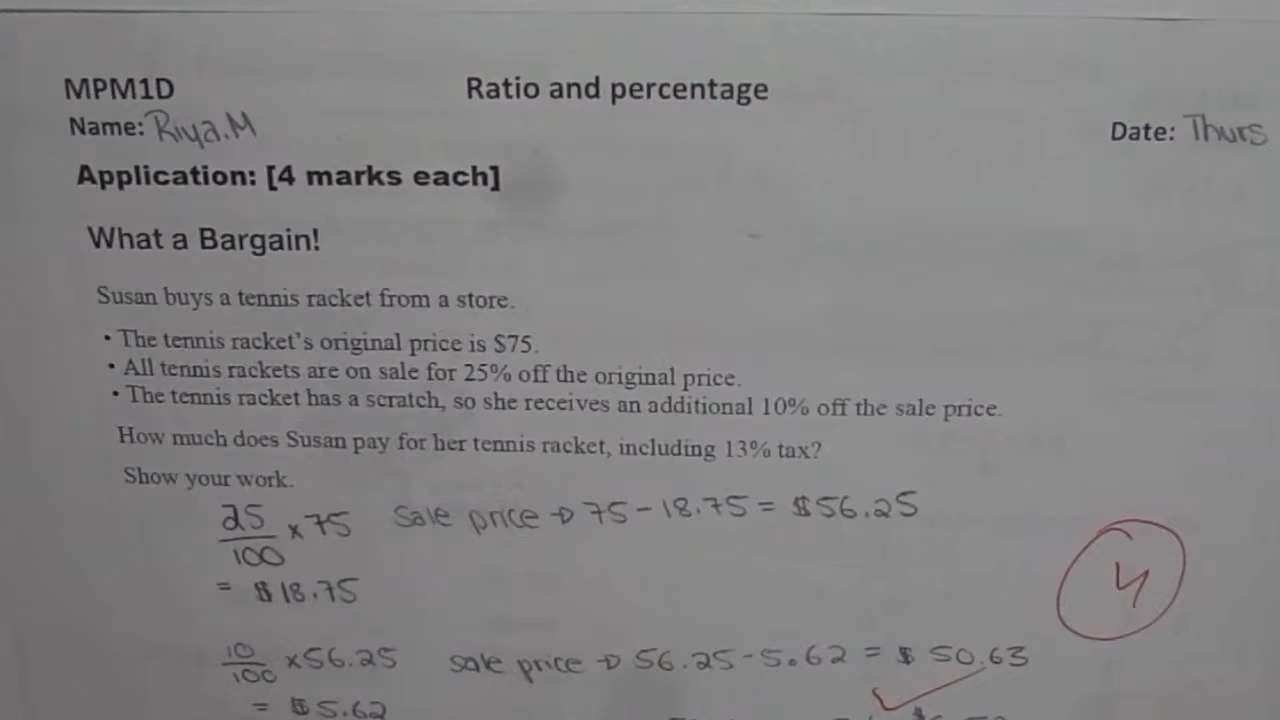 MPM1D Ratio and percentage
Name: Riya.M Date: Thurs
Application: [4 marks each]
What a Bargain!
Susan buys a tennis racket from a store.
• The tennis racket's original price is $75.
• All tennis rackets are on sale for 25% off the original price.
• The tennis racket has a scratch, so she receives an additional 10% off the sale price.
How much does Susan pay for her tennis racket, including 13% tax?
Show your work.
25/100 × 75 sale price → 75 - 18.75 = $56.25
= $18.75
4
10/100 × 56.25 sale price → 56.25 - 5.62 = $50.63
= $5.62